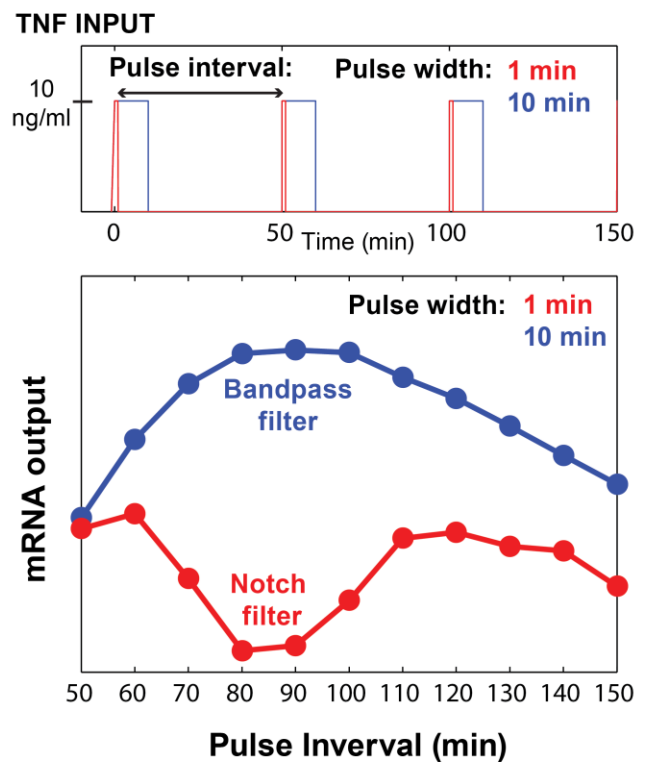 TNF INPUT
Pulse interval: Pulse width: 1 min
10 min
10
ng/ml
0 50 Time (min) 100 150
Pulse width: 1 min
10 min
Bandpass
filter
mRNA output
Notch
filter
50 60 70 80 90 100 110 120 130 140 150
Pulse Inverval (min)